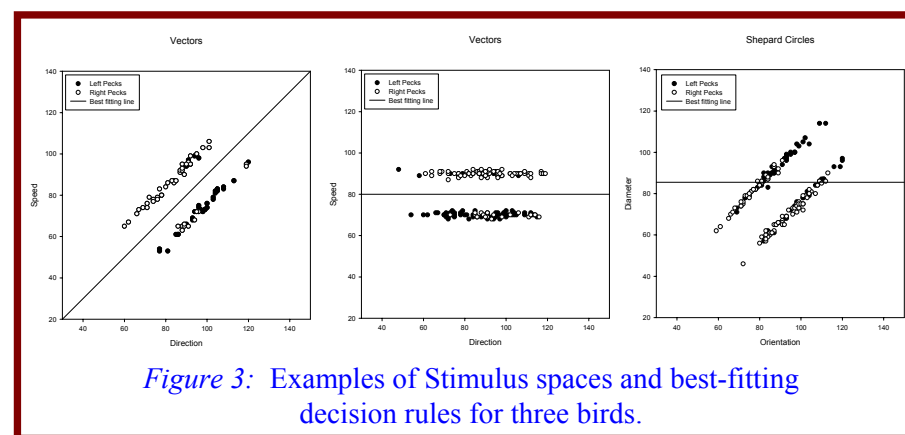 Vectors
140
Left Pecks
Right Pecks
Best fitting line
120
100
Speed
80
60
40
20
40 60 80 100 120 140
Direction
Vectors
140
Left Pecks
Right Pecks
Best fitting line
120
100
Speed
80
60
40
20
40 60 80 100 120 140
Direction
Shepard Circles
140
Left Pecks
Right Pecks
Best fitting line
120
100
Diameter
80
60
40
20
40 60 80 100 120 140
Orientation
Figure 3: Examples of Stimulus spaces and best-fitting
decision rules for three birds.